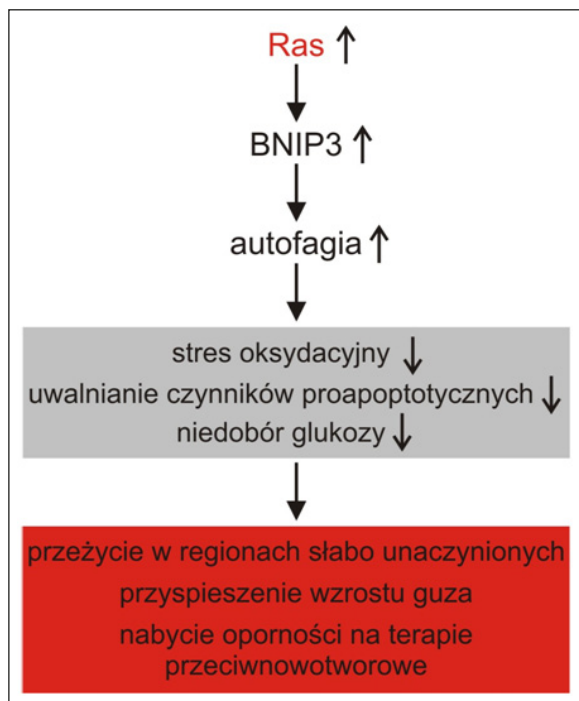 Ras ↑
BNIP3 ↑
autofagia ↑
stres oksydacyjny ↓
uwalnianie czynników proapoptotycznych ↓
niedobór glukozy ↓
przeżycie w regionach słabo unaczynionych
przyspieszenie wzrostu guza
nabycie oporności na terapie
przeciwnowotworowe